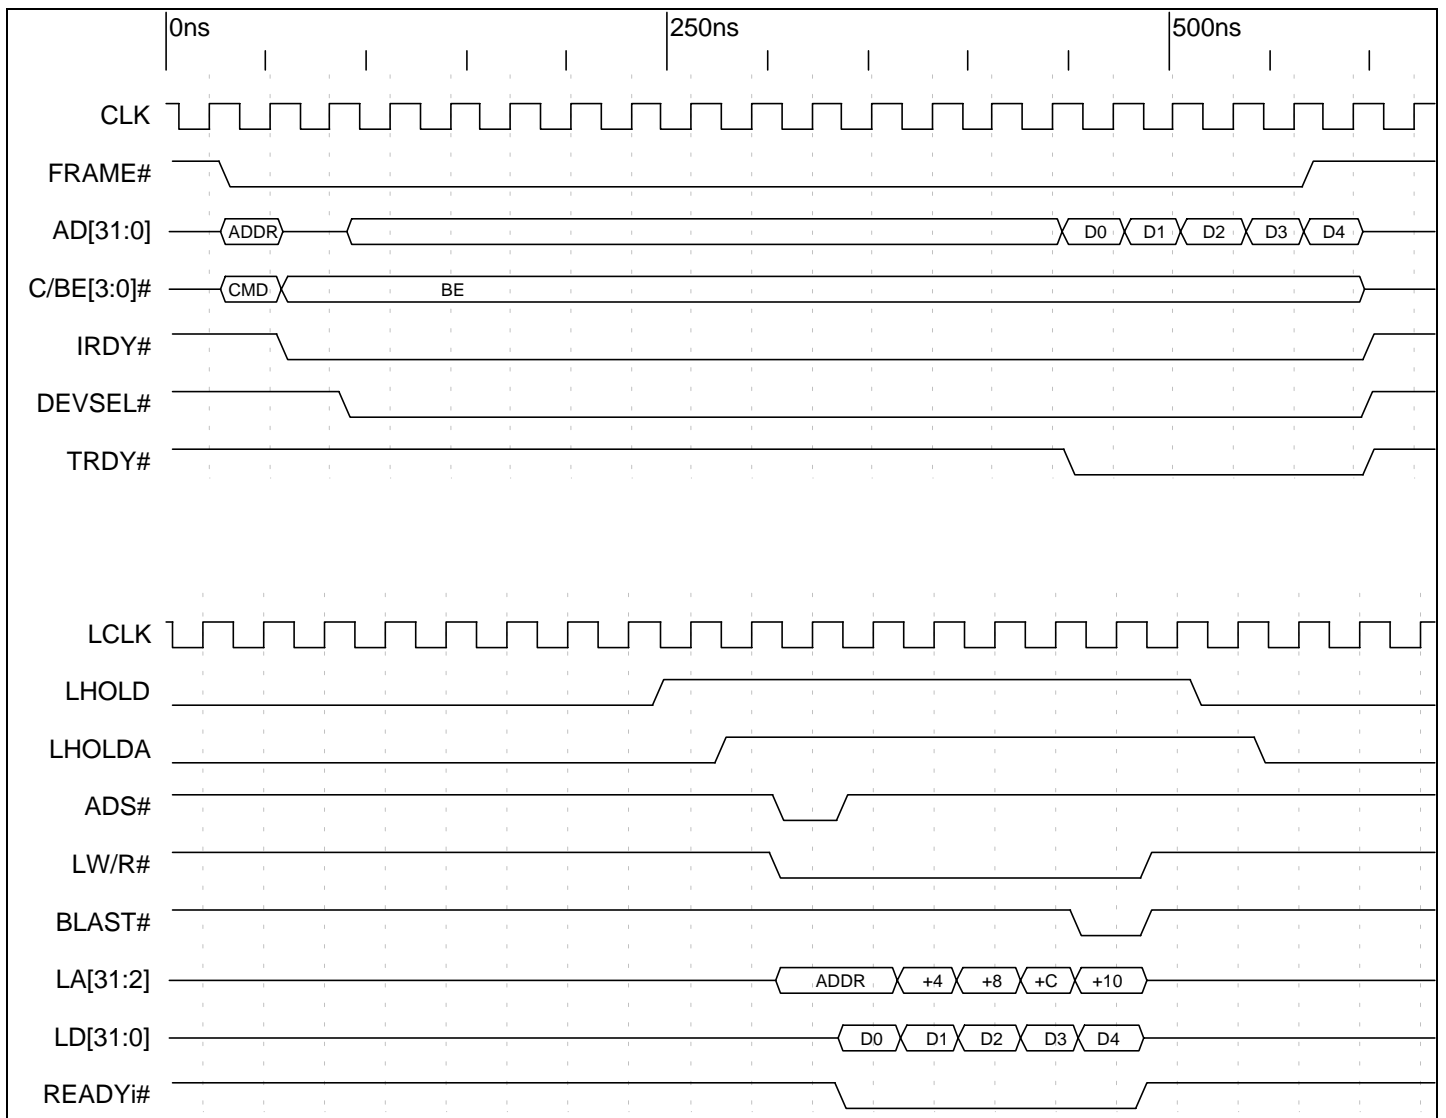 0ns 250ns 500ns
CLK
FRAME#
AD[31:0] ADDR D0 D1 D2 D3 D4
C/BE[3:0]# CMD BE
IRDY#
DEVSEL#
TRDY#
LCLK
LHOLD
LHOLDA
ADS#
LW/R#
BLAST#
LA[31:2] ADDR +4 +8 +C +10
LD[31:0] D0 D1 D2 D3 D4
READYi#